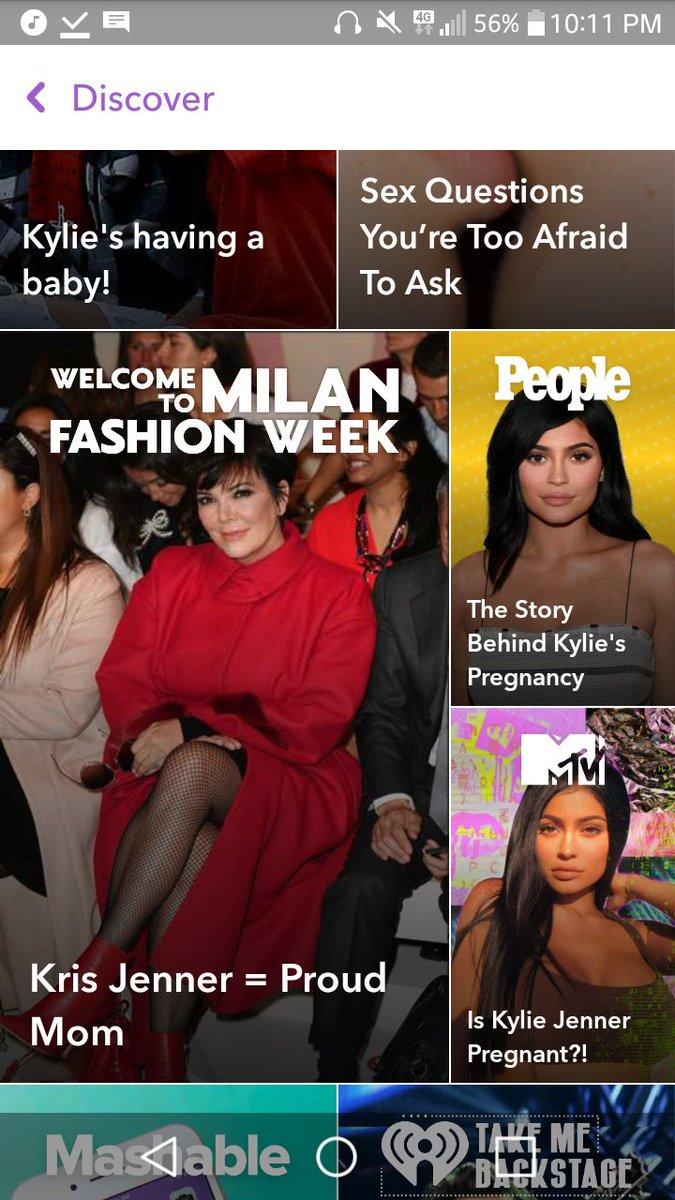 4G 56% 10:11 PM
Discover
Kylie's having a
baby!
Sex Questions
You're Too Afraid
To Ask
WELCOME
TO MILAN
FASHION WEEK
Kris Jenner = Proud
Mom
People
The Story
Behind Kylie's
Pregnancy
MTV
Is Kylie Jenner
Pregnant?!
Mashable
TAKE ME
BACKSTAGE